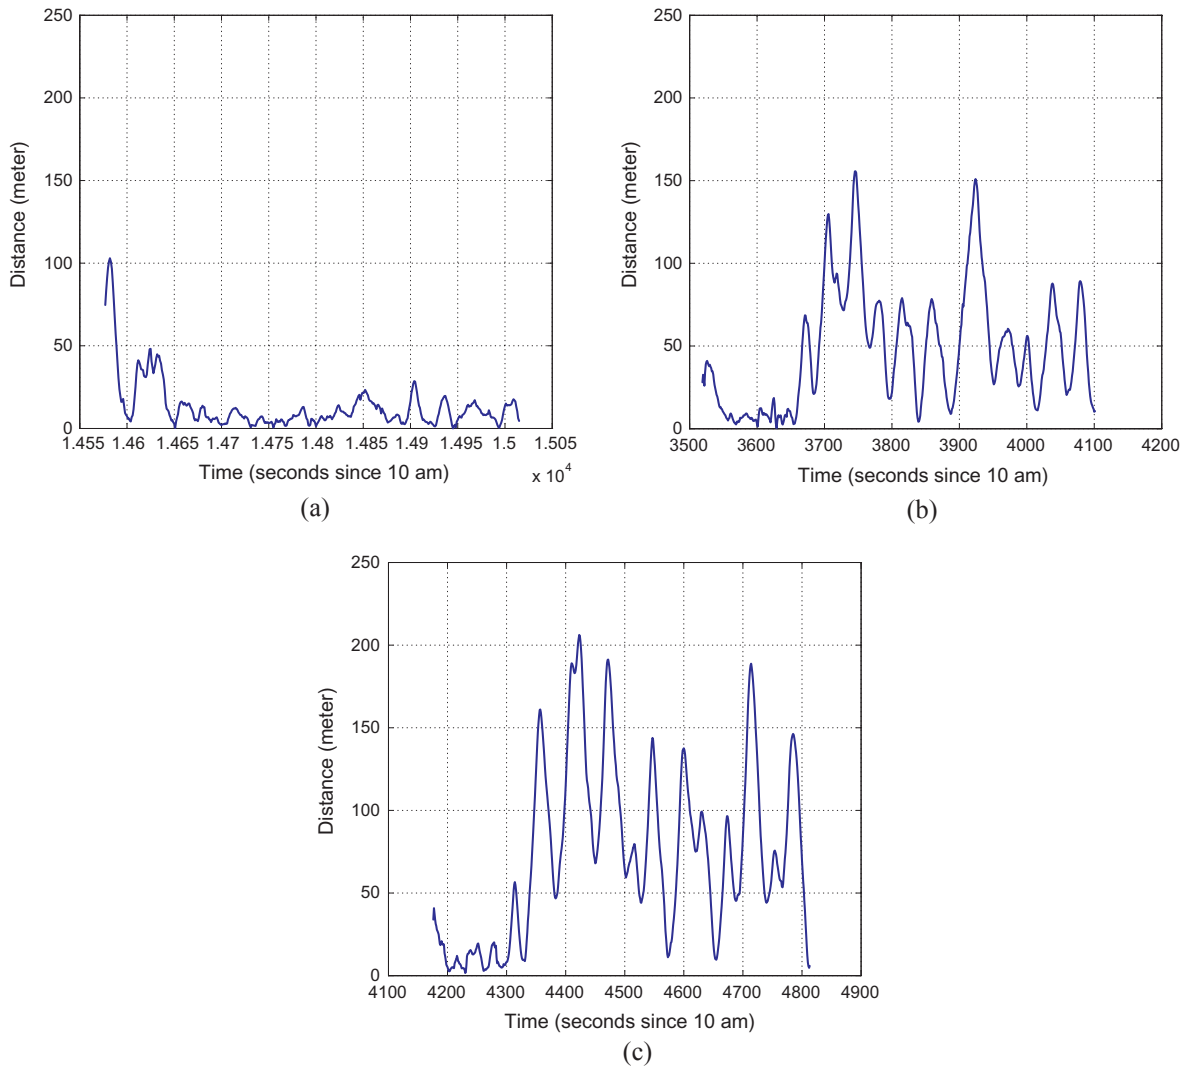 250
200
150
100
50
0
Distance (meter)
1.455 1.46 1.465 1.47 1.475 1.48 1.485 1.49 1.495 1.5 1.505
Time (seconds since 10 am)
x 10^4
(a)
250
200
150
100
50
0
Distance (meter)
3500 3600 3700 3800 3900 4000 4100 4200
Time (seconds since 10 am)
(b)
250
200
150
100
50
0
Distance (meter)
4100 4200 4300 4400 4500 4600 4700 4800 4900
Time (seconds since 10 am)
(c)